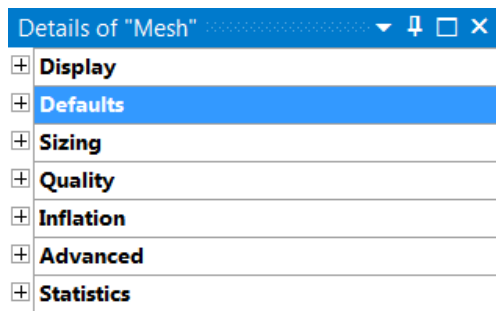 Details of "Mesh"
Display
Defaults
Sizing
Quality
Inflation
Advanced
Statistics